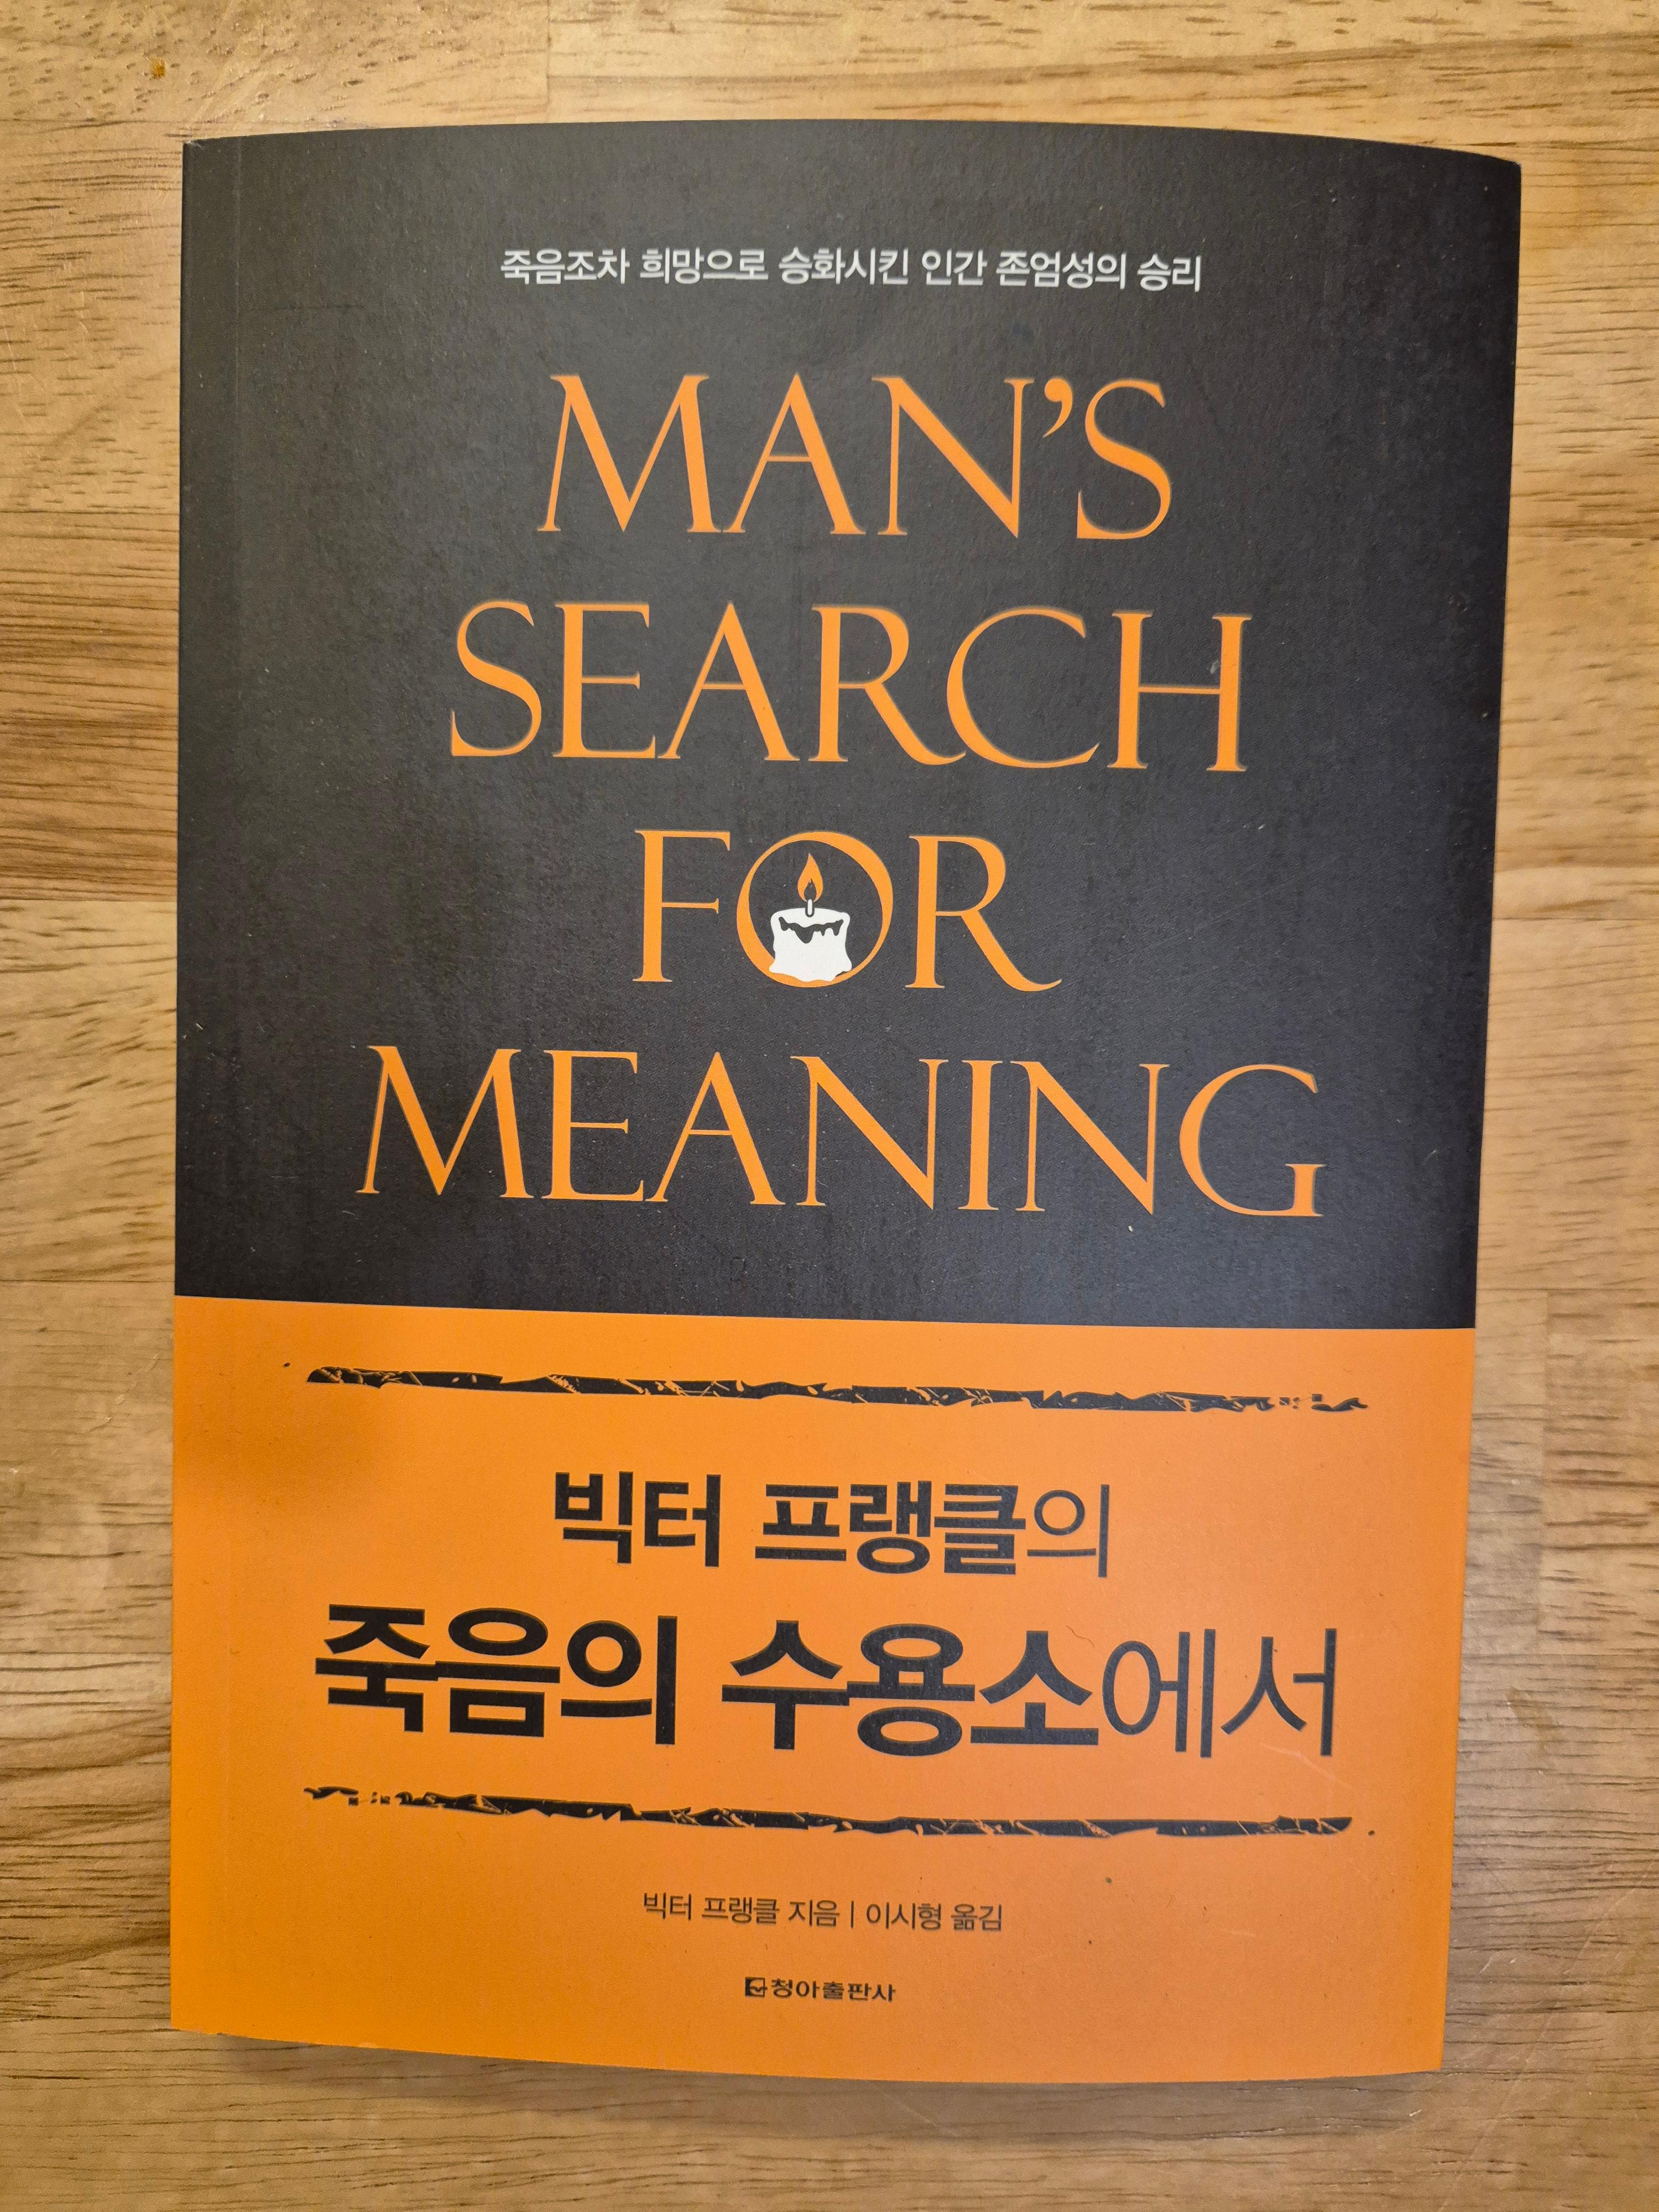 죽음조차 희망으로 승화시킨 인간 존엄성의 승리
MAN'S
SEARCH
FOR
MEANING
빅터 프랭클의
죽음의 수용소에서
빅터 프랭클 지음 | 이시형 옮김
청아출판사